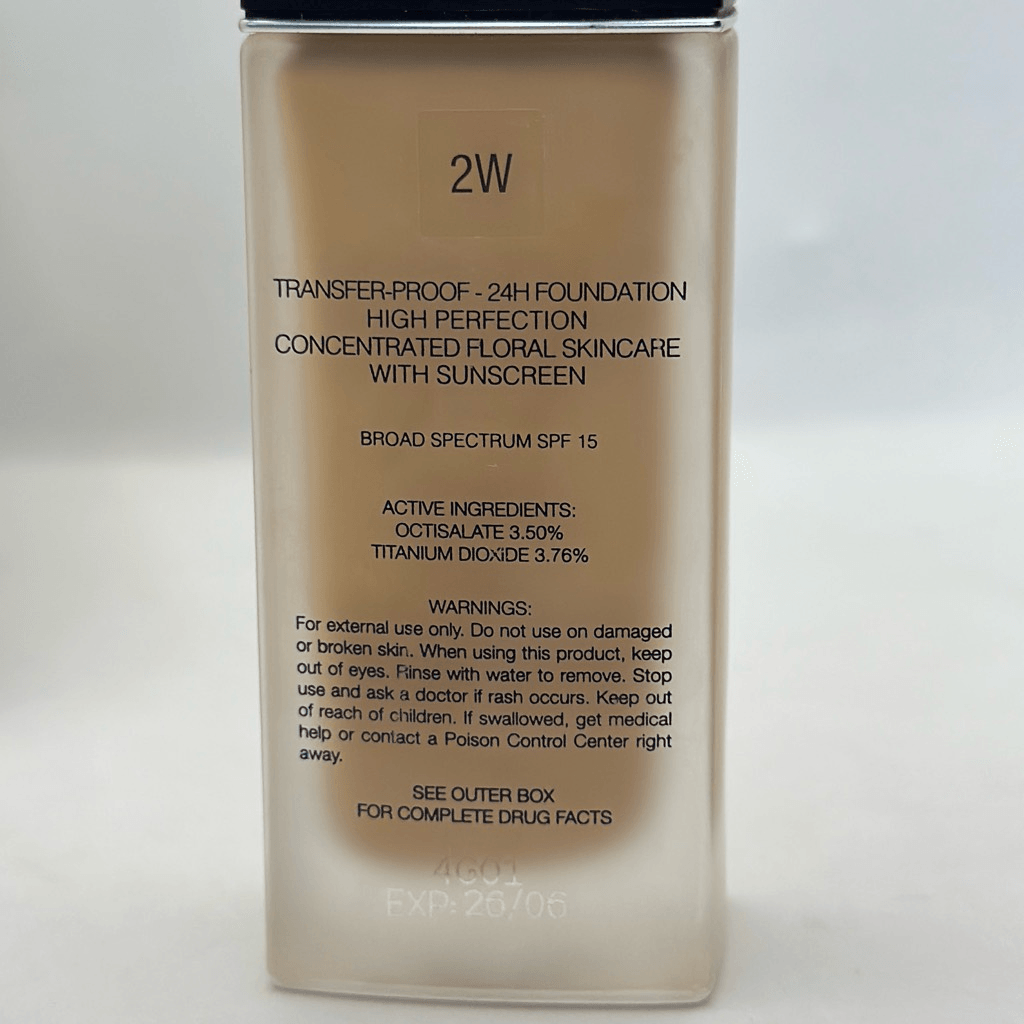 2W
TRANSFER-PROOF - 24H FOUNDATION
HIGH PERFECTION
CONCENTRATED FLORAL SKINCARE
WITH SUNSCREEN
BROAD SPECTRUM SPF 15
ACTIVE INGREDIENTS:
OCTISALATE 3.50%
TITANIUM DIOXIDE 3.76%
WARNINGS:
For external use only. Do not use on damaged
or broken skin. When using this product, keep
out of eyes. Rinse with water to remove. Stop
use and ask a doctor if rash occurs. Keep out
of reach of children. If swallowed, get medical
help or contact a Poison Control Center right
away.
SEE OUTER BOX
FOR COMPLETE DRUG FACTS
4G01
EXP: 26/06